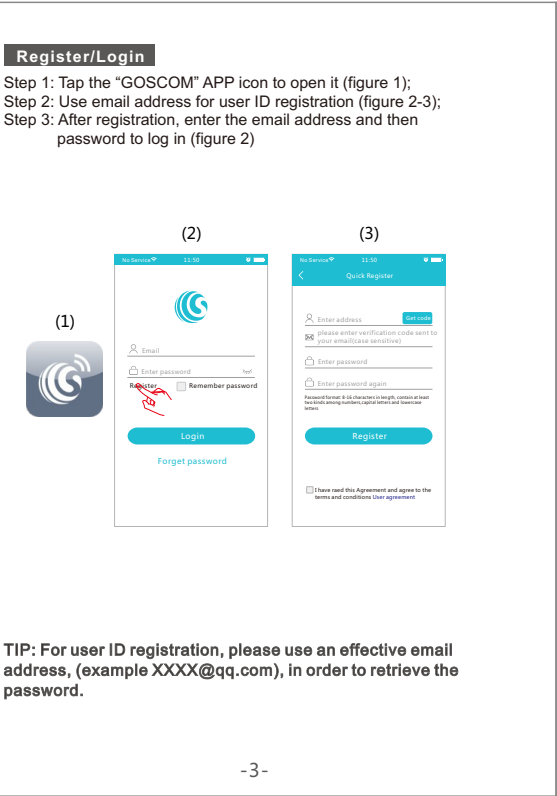 Register/Login
Step 1: Tap the “GOSCOM” APP icon to open it (figure 1);
Step 2: Use email address for user ID registration (figure 2-3);
Step 3: After registration, enter the email address and then
password to log in (figure 2)
(1)
(2)
No Service 11:50
Email
Enter password
Register Remember password
Login
Forget password
(3)
No Service 11:50
Quick Register
Enter address Get code
please enter verification code sent to
your email(case sensitive)
Enter password
Enter password again
Password format: 8-16 characters in length, contain at least
two kinds among numbers,capital letters and lowercase
letters
Register
I have raed this Agreement and agree to the
terms and conditions User agreement
TIP: For user ID registration, please use an effective email
address, (example XXXX@qq.com), in order to retrieve the
password.
-3-